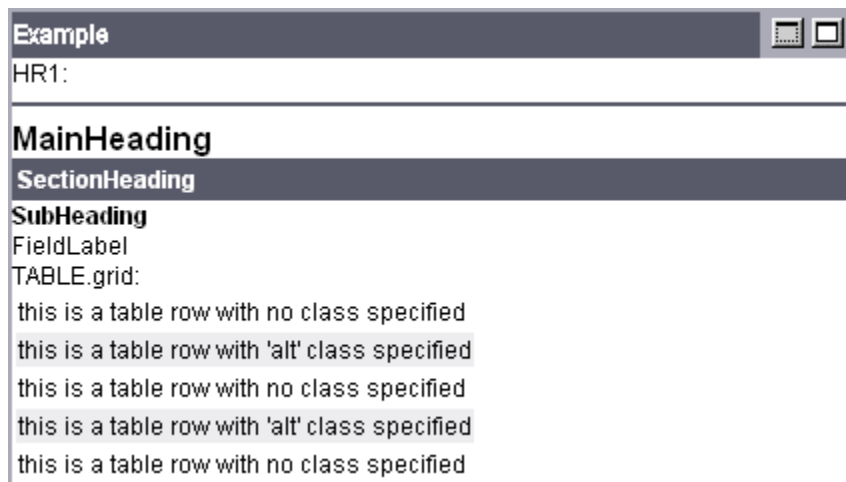 Example
HR1:
MainHeading
SectionHeading
SubHeading
FieldLabel
TABLE.grid:
this is a table row with no class specified
this is a table row with 'alt' class specified
this is a table row with no class specified
this is a table row with 'alt' class specified
this is a table row with no class specified